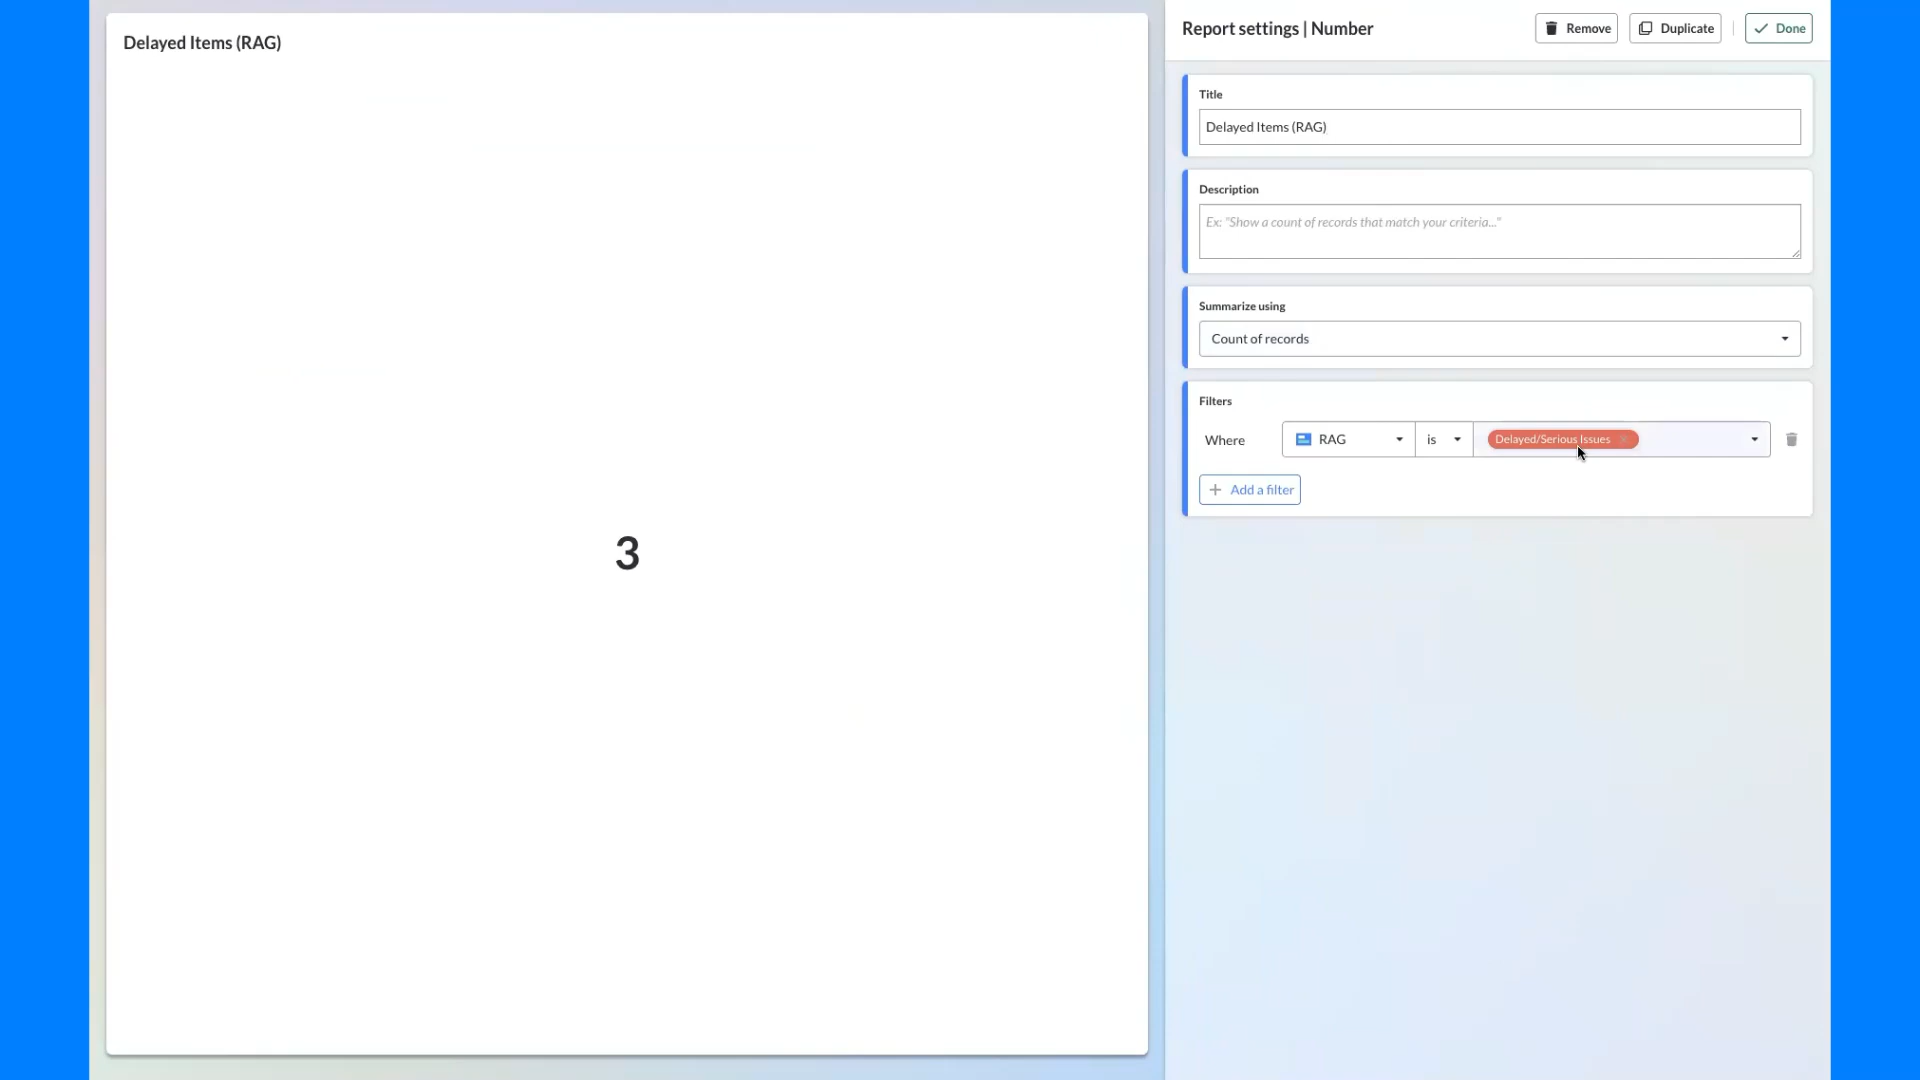 Delayed Items (RAG)
3
Report settings | Number
Remove
Duplicate
Done
Title
Delayed Items (RAG)
Description
Ex: "Show a count of records that match your criteria..."
Summarize using
Count of records
Filters
Where RAG is Delayed/Serious Issues
Add a filter